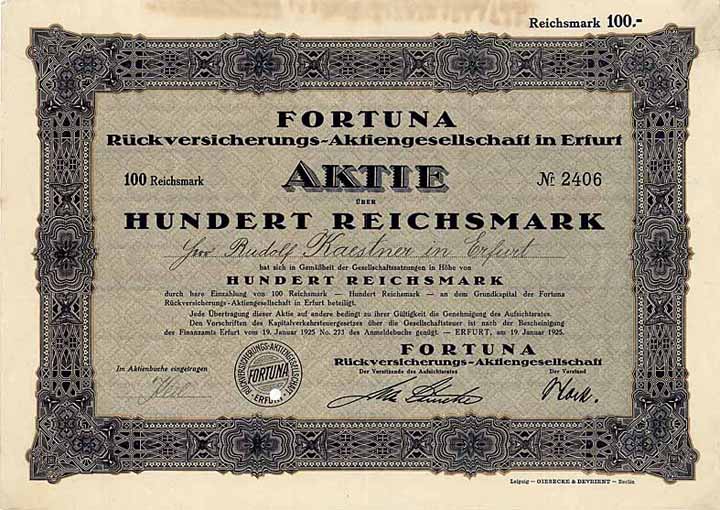 Reichsmark 100.-
FORTUNA
Rückversicherungs-Aktiengesellschaft in Erfurt
100 Reichsmark AKTIE № 2406
ÜBER
HUNDERT REICHSMARK
Herr Rudolf Kaestner in Erfurt
hat sich in Gemäßheit der Gesellschaftssatzungen in Höhe von
HUNDERT REICHSMARK
durch bare Einzahlung von 100 Reichsmark — Hundert Reichsmark — an dem Grundkapital der Fortuna
Rückversicherungs-Aktiengesellschaft in Erfurt beteiligt.
Jede Übertragung dieser Aktie auf andere bedingt zu ihrer Gültigkeit die Genehmigung des Aufsichtsrates.
Den Vorschriften des Kapitalverkehrsteuergesetzes über die Gesellschaftsteuer ist nach der Bescheinigung
des Finanzamts Erfurt vom 19. Januar 1925 No. 273 des Anmeldebuchs genügt. — ERFURT, am 19. Januar 1925.
FORTUNA
Rückversicherungs-Aktiengesellschaft
Der Vorsitzende des Aufsichtsrates Der Vorstand
Im Aktienbuche eingetragen
RÜCKVERSICHERUNGS-AKTIENGESELLSCHAFT
FORTUNA
ERFURT
Leipzig — GIESECKE & DEVRIENT — Berlin